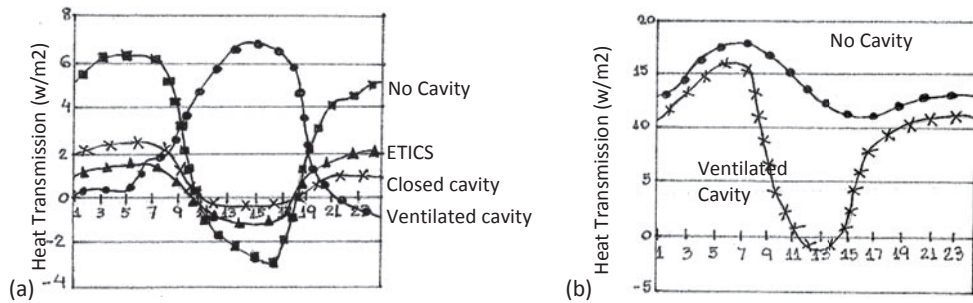 Heat Transmission (w/m2)
8
6
4
2
0
-2
-4
1 3 5 7 9 11 13 15 17 19 21 23
No Cavity
ETICS
Closed cavity
Ventilated cavity
(a)
Heat Transmission (w/m2)
20
15
10
5
0
-5
1 3 5 7 9 11 13 15 17 19 21 23
No Cavity
Ventilated
Cavity
(b)